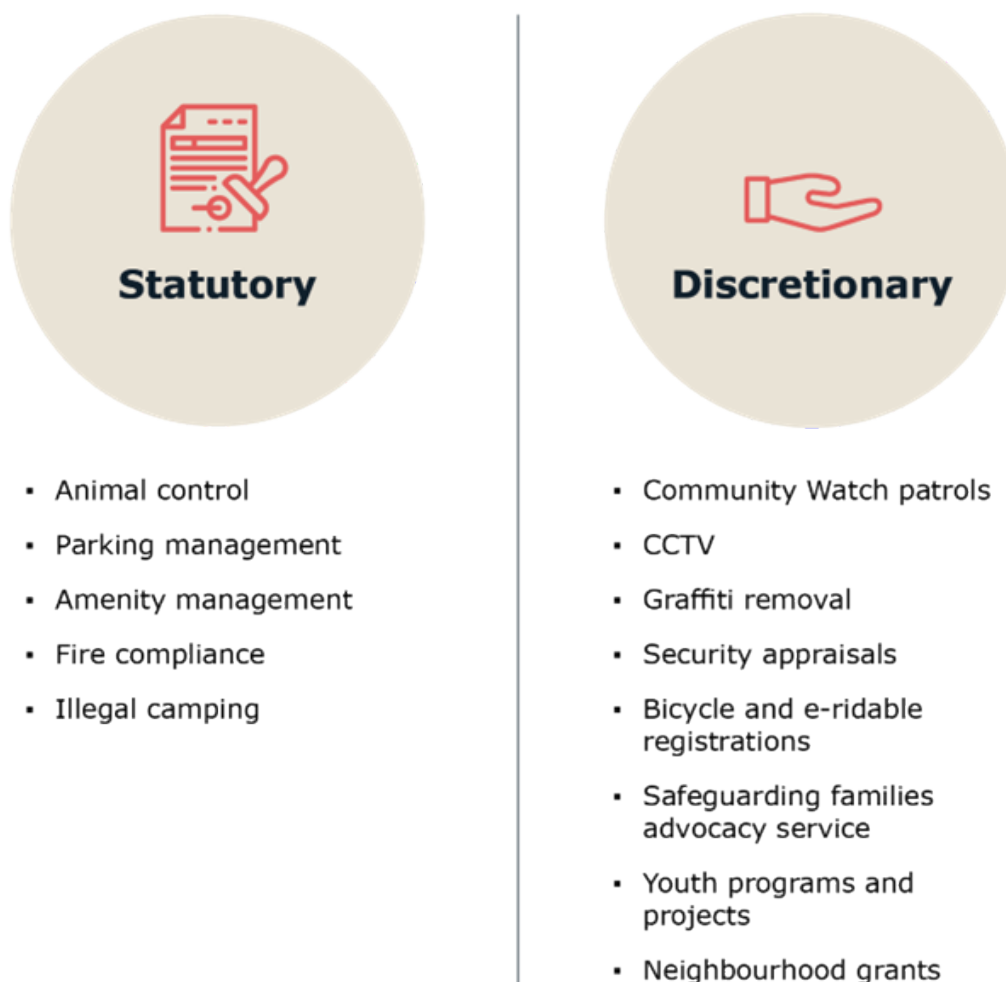 Statutory
▪ Animal control
▪ Parking management
▪ Amenity management
▪ Fire compliance
▪ Illegal camping
Discretionary
▪ Community Watch patrols
▪ CCTV
▪ Graffiti removal
▪ Security appraisals
▪ Bicycle and e-ridable
registrations
▪ Safeguarding families
advocacy service
▪ Youth programs and
projects
▪ Neighbourhood grants